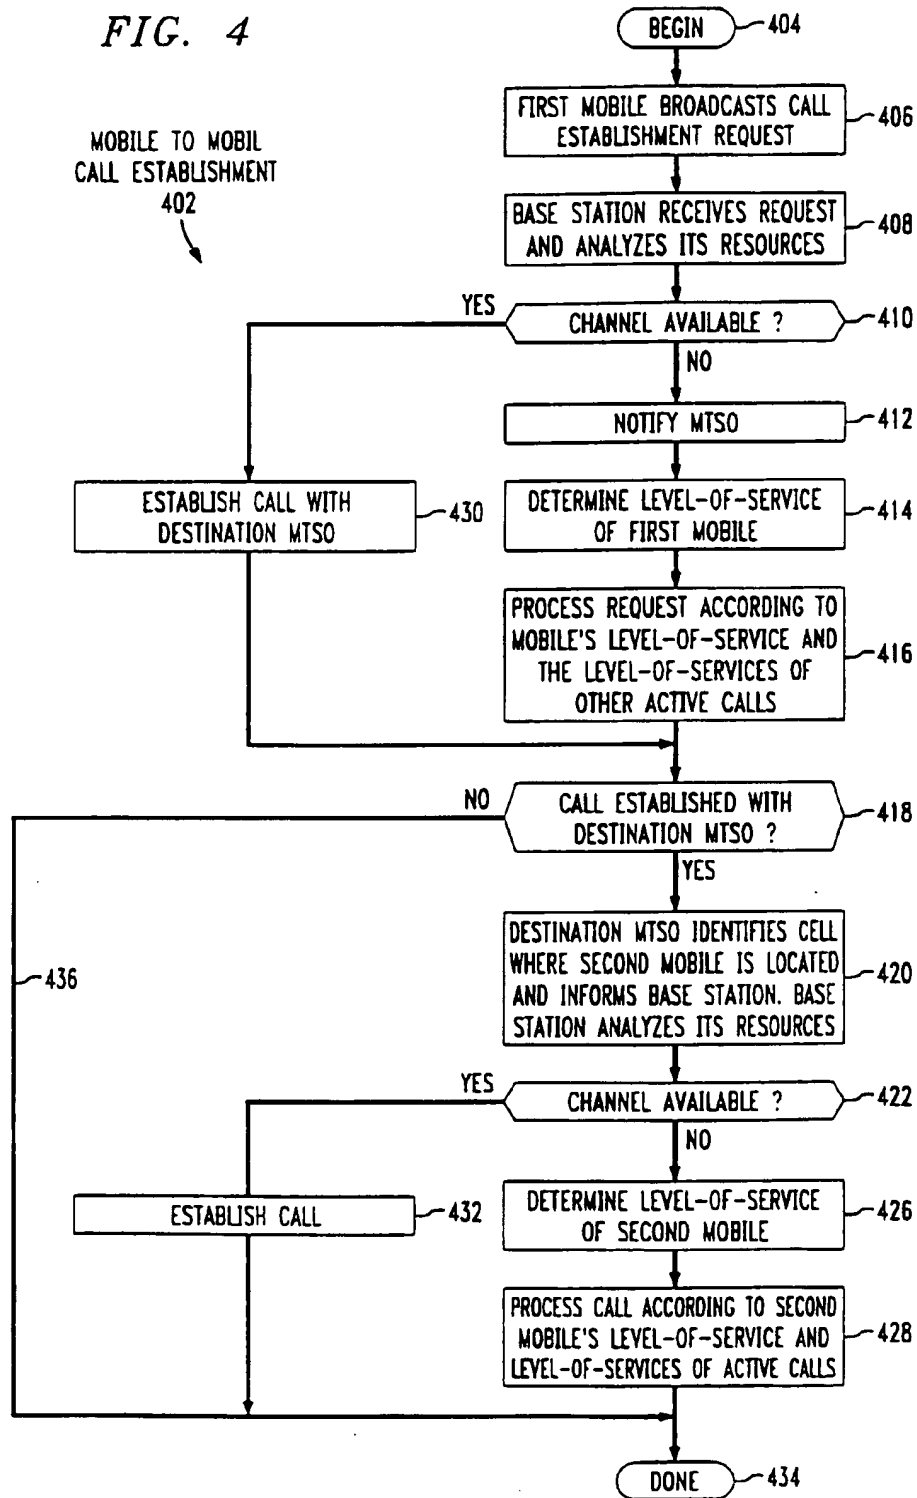 FIG. 4
BEGIN
404
FIRST MOBILE BROADCASTS CALL
ESTABLISHMENT REQUEST
406
MOBILE TO MOBIL
CALL ESTABLISHMENT
402
BASE STATION RECEIVES REQUEST
AND ANALYZES ITS RESOURCES
408
YES
CHANNEL AVAILABLE ?
410
NO
NOTIFY MTSO
412
ESTABLISH CALL WITH
DESTINATION MTSO
430
DETERMINE LEVEL-OF-SERVICE
OF FIRST MOBILE
414
PROCESS REQUEST ACCORDING TO
MOBILE'S LEVEL-OF-SERVICE AND
THE LEVEL-OF-SERVICES OF
OTHER ACTIVE CALLS
416
NO
CALL ESTABLISHED WITH
DESTINATION MTSO ?
418
YES
DESTINATION MTSO IDENTIFIES CELL
WHERE SECOND MOBILE IS LOCATED
AND INFORMS BASE STATION. BASE
STATION ANALYZES ITS RESOURCES
420
436
YES
CHANNEL AVAILABLE ?
422
NO
ESTABLISH CALL
432
DETERMINE LEVEL-OF-SERVICE
OF SECOND MOBILE
426
PROCESS CALL ACCORDING TO SECOND
MOBILE'S LEVEL-OF-SERVICE AND
LEVEL-OF-SERVICES OF ACTIVE CALLS
428
DONE
434